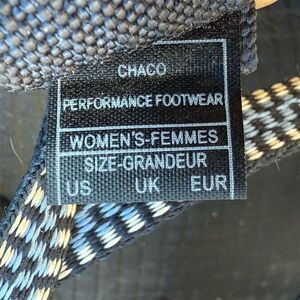 CHACO
PERFORMANCE FOOTWEAR
WOMEN'S-FEMMES
SIZE-GRANDEUR
US UK EUR